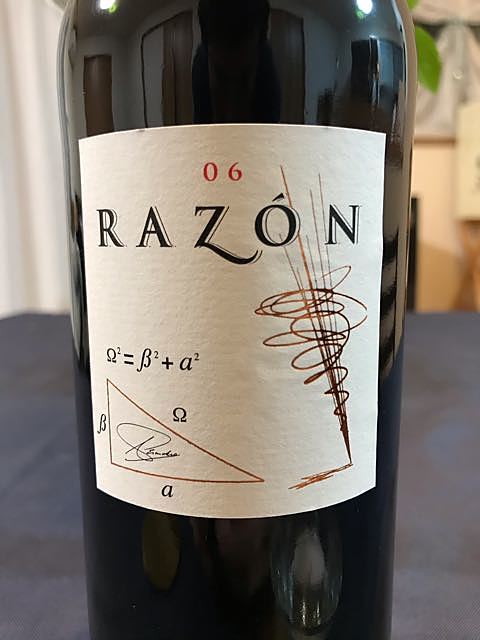 06
RAZÓN
Ω² = β² + a²
β
Ω
a